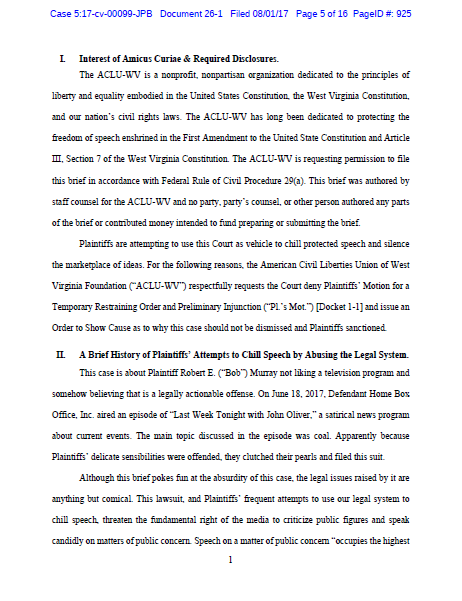 Case 5:17-cv-00099-JPB Document 26-1 Filed 08/01/17 Page 5 of 16 PageID #: 925
I. Interest of Amicus Curiae & Required Disclosures.
The ACLU-WV is a nonprofit, nonpartisan organization dedicated to the principles of
liberty and equality embodied in the United States Constitution, the West Virginia Constitution,
and our nation's civil rights laws. The ACLU-WV has long been dedicated to protecting the
freedom of speech enshrined in the First Amendment to the United State Constitution and Article
III, Section 7 of the West Virginia Constitution. The ACLU-WV is requesting permission to file
this brief in accordance with Federal Rule of Civil Procedure 29(a). This brief was authored by
staff counsel for the ACLU-WV and no party, party's counsel, or other person authored any parts
of the brief or contributed money intended to fund preparing or submitting the brief.
Plaintiffs are attempting to use this Court as vehicle to chill protected speech and silence
the marketplace of ideas. For the following reasons, the American Civil Liberties Union of West
Virginia Foundation ("ACLU-WV") respectfully requests the Court deny Plaintiffs' Motion for a
Temporary Restraining Order and Preliminary Injunction ("Pl.'s Mot.") [Docket 1-1] and issue an
Order to Show Cause as to why this case should not be dismissed and Plaintiffs sanctioned.
II. A Brief History of Plaintiffs' Attempts to Chill Speech by Abusing the Legal System.
This case is about Plaintiff Robert E. ("Bob") Murray not liking a television program and
somehow believing that is a legally actionable offense. On June 18, 2017, Defendant Home Box
Office, Inc. aired an episode of "Last Week Tonight with John Oliver," a satirical news program
about current events. The main topic discussed in the episode was coal. Apparently because
Plaintiffs' delicate sensibilities were offended, they clutched their pearls and filed this suit.
Although this brief pokes fun at the absurdity of this case, the legal issues raised by it are
anything but comical. This lawsuit, and Plaintiffs' frequent attempts to use our legal system to
chill speech, threaten the fundamental right of the media to criticize public figures and speak
candidly on matters of public concern. Speech on a matter of public concern "occupies the highest
1